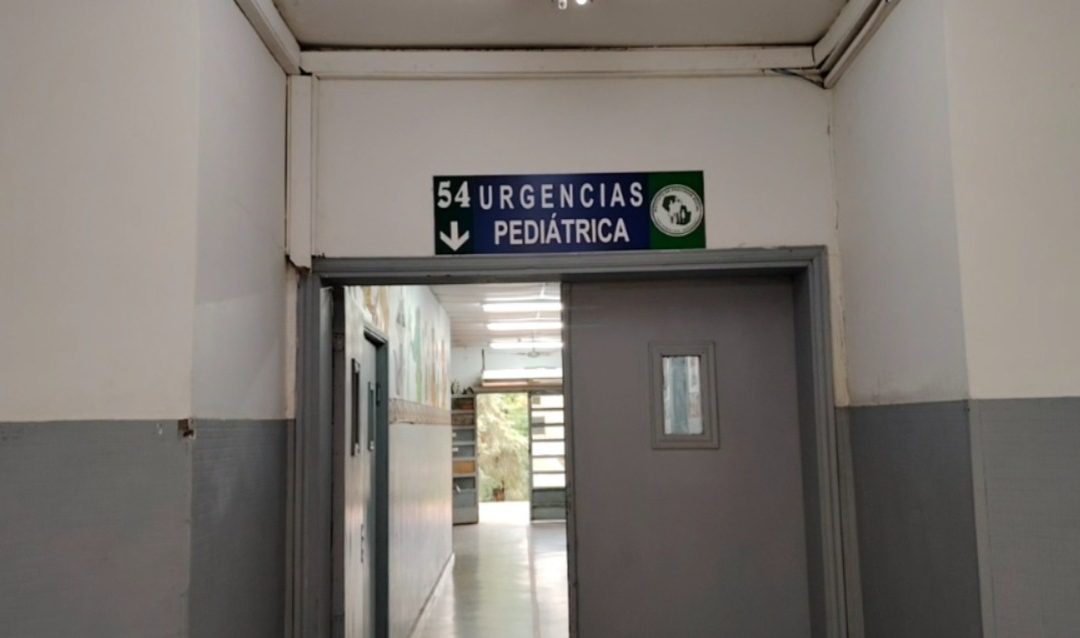 54 URGENCIAS
PEDIÁTRICA